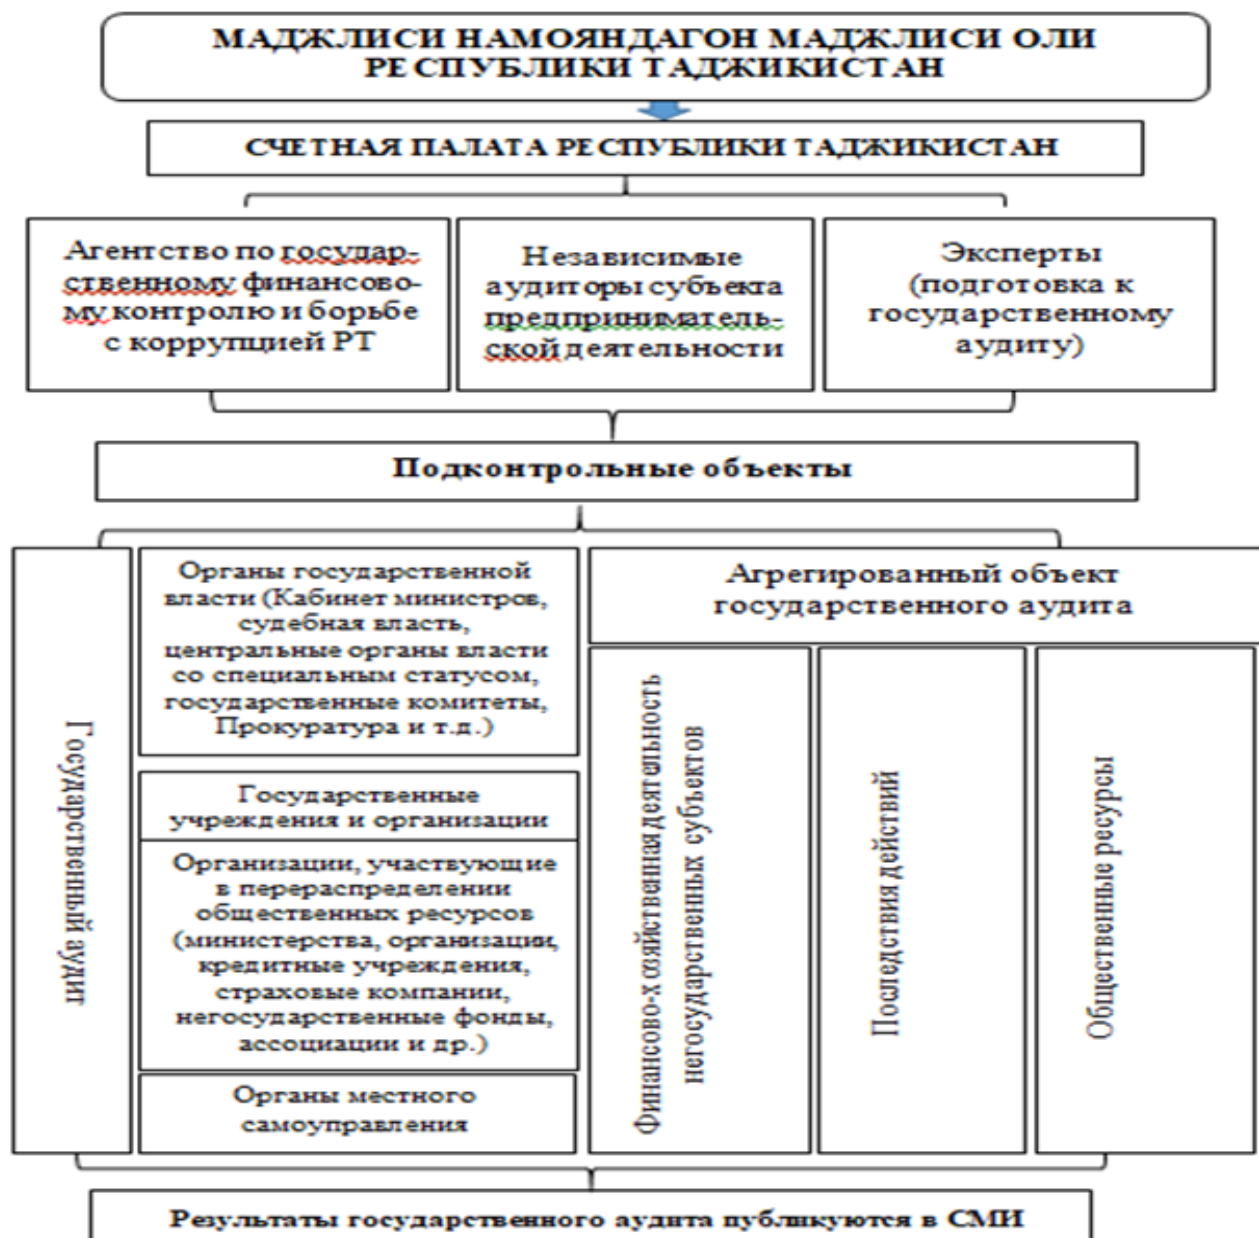 МАДЖЛИСИ НАМОЯНДАГОН МАДЖЛИСИ ОЛИ
РЕСПУБЛИКИ ТАДЖИКИСТАН
СЧЕТНАЯ ПАЛАТА РЕСПУБЛИКИ ТАДЖИКИСТАН
Агентство по государ-
ственному финансово-
му контролю и борьбе
с коррупцией РТ
Независимые
аудиторы субъекта
предприниматель-
ской деятельности
Эксперты
(подготовка к
государственному
аудиту)
Подконтрольные объекты
Государственный аудит
Органы государственной
власти (Кабинет министров,
судебная власть,
центральные органы власти
со специальным статусом,
государственные комитеты,
Прокуратура и т.д.)
Государственные
учреждения и организации
Организации, участвующие
в перераспределении
общественных ресурсов
(министерства, организации,
кредитные учреждения,
страховые компании,
негосударственные фонды,
ассоциации и др.)
Органы местного
самоуправления
Агрегированный объект
государственного аудита
Финансово-хозяйственная деятельность
негосударственных субъектов
Последствия действий
Общественные ресурсы
Результаты государственного аудита публикуются в СМИ